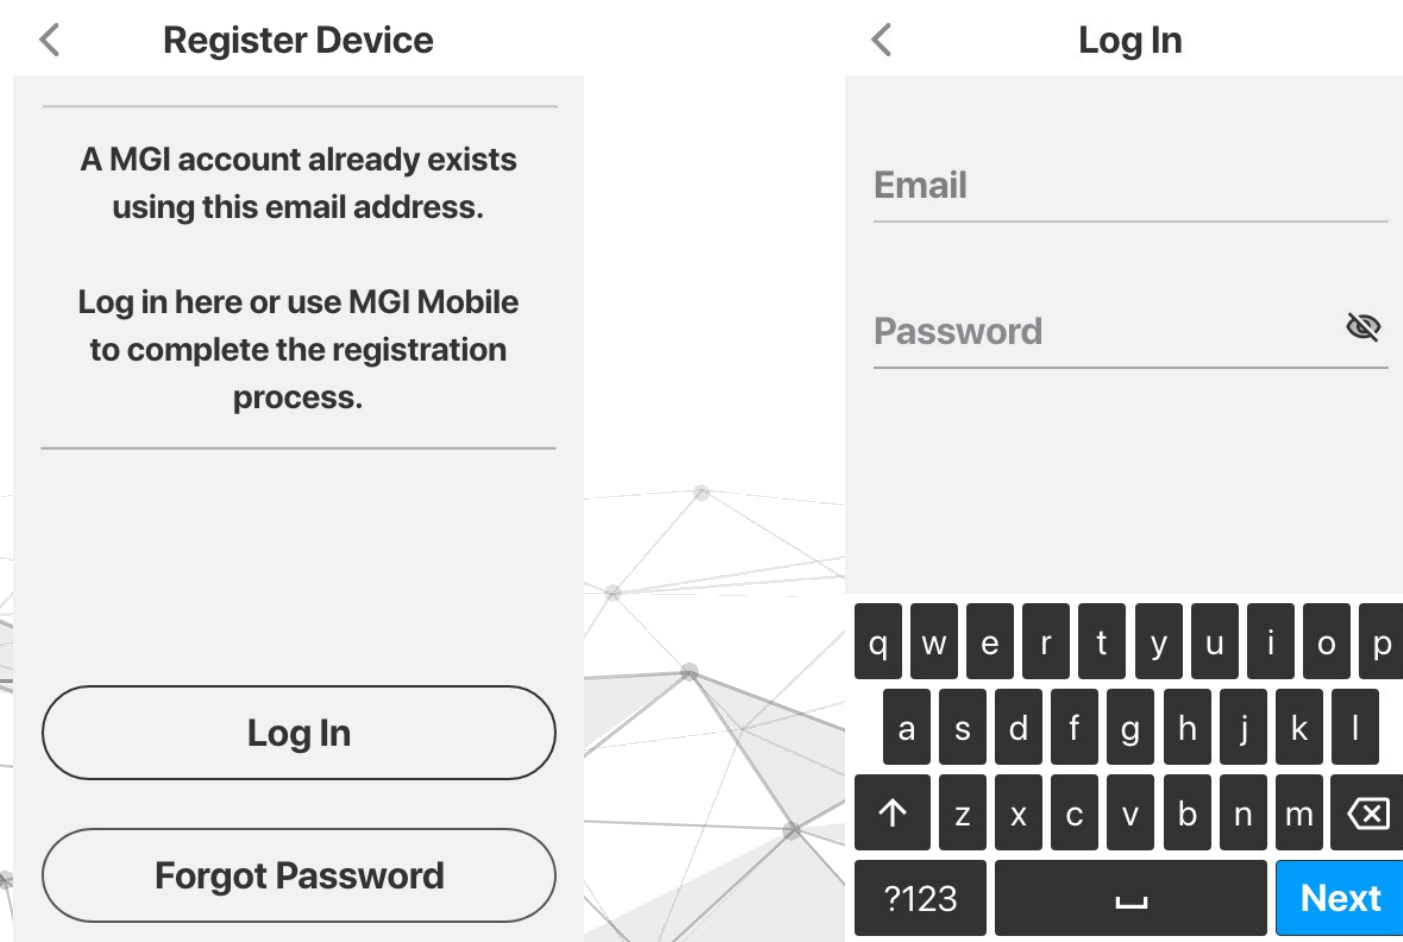 Register Device
A MGI account already exists
using this email address.
Log in here or use MGI Mobile
to complete the registration
process.
Log In
Forgot Password
Log In
Email
Password
q w e r t y u i o p
a s d f g h j k l
z x c v b n m
?123 Next